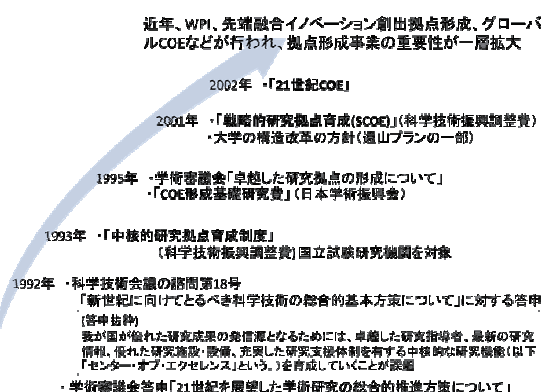 近年、WPI、先端融合イノベーション創出拠点形成、グローバ
ルCOEなどが行われ、拠点形成事業の重要性が一層拡大
2002年 ・「21世紀COE」
2001年 ・「戦略的研究拠点育成(SCOE)」(科学技術振興調整費)
・大学の構造改革の方針(遠山プランの一部)
1995年 ・学術審議会「卓越した研究拠点の形成について」
・「COE形成基礎研究費」(日本学術振興会)
1993年 ・「中核的研究拠点育成制度」
(科学技術振興調整費)国立試験研究機関を対象
1992年 ・科学技術会議の諮問第18号
「新世紀に向けてとるべき科学技術の総合的基本方策について」に対する答申
(答申抜粋)
我が国が優れた研究成果の発信源となるためには、卓越した研究指導者、最新の研究
情報、優れた研究施設・設備、充実した研究支援体制を有する中核的な研究機能(以下
「センター・オブ・エクセレンス」という。)を育成していくことが課題
・学術審議会答申「21世紀を展望した学術研究の総合的推進方策について」